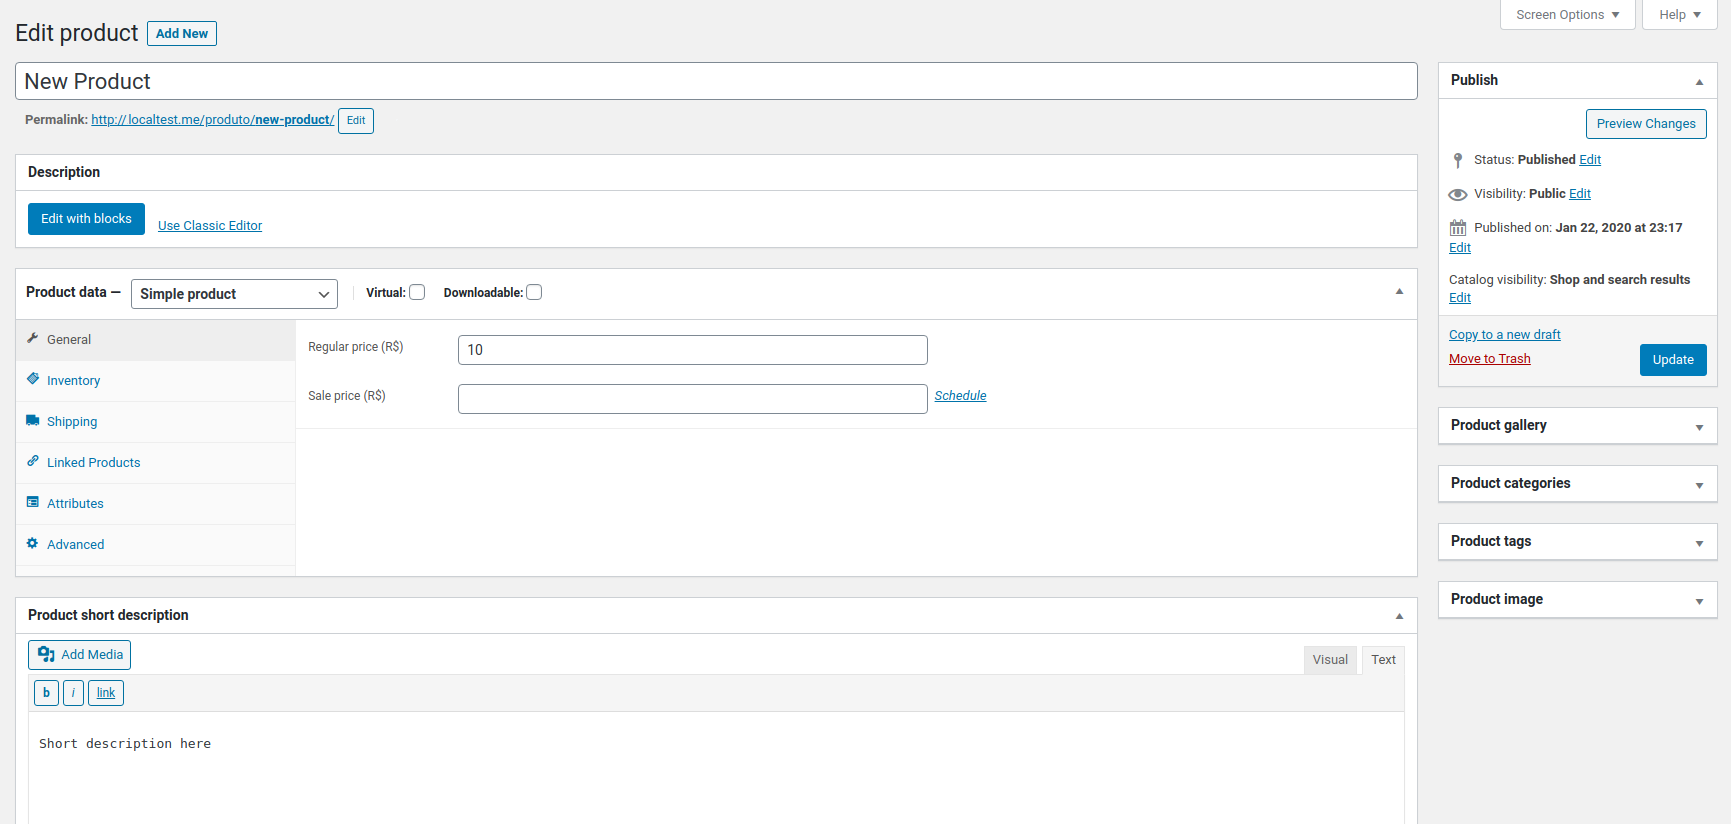 Screen Options
Help
Edit product
Add New
New Product
Permalink: http://localtest.me/produto/new-product/ Edit
Description
Edit with blocks
Use Classic Editor
Product data —
Simple product
Virtual:
Downloadable:
General
Inventory
Shipping
Linked Products
Attributes
Advanced
Regular price (R$)
10
Sale price (R$)
Schedule
Product short description
Add Media
Visual
Text
b
i
link
Short description here
Publish
Preview Changes
Status: Published Edit
Visibility: Public Edit
Published on: Jan 22, 2020 at 23:17
Edit
Catalog visibility: Shop and search results
Edit
Copy to a new draft
Move to Trash
Update
Product gallery
Product categories
Product tags
Product image